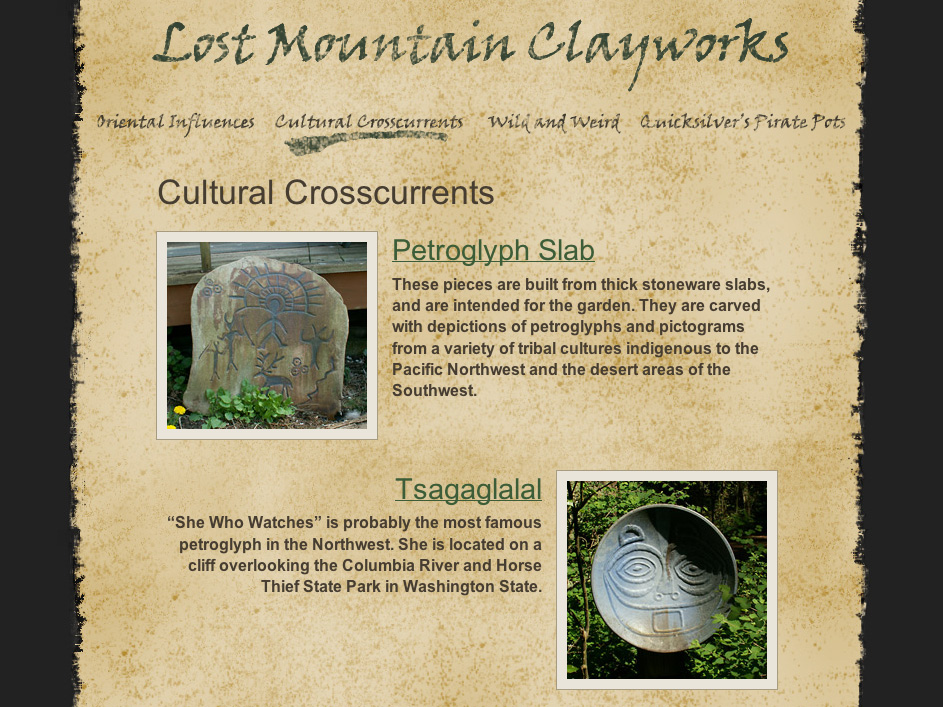 Lost Mountain Clayworks
Oriental Influences Cultural Crosscurrents Wild and Weird Quicksilver's Pirate Pots
Cultural Crosscurrents
Petroglyph Slab
These pieces are built from thick stoneware slabs,
and are intended for the garden. They are carved
with depictions of petroglyphs and pictograms
from a variety of tribal cultures indigenous to the
Pacific Northwest and the desert areas of the
Southwest.
Tsagaglalal
“She Who Watches” is probably the most famous
petroglyph in the Northwest. She is located on a
cliff overlooking the Columbia River and Horse
Thief State Park in Washington State.